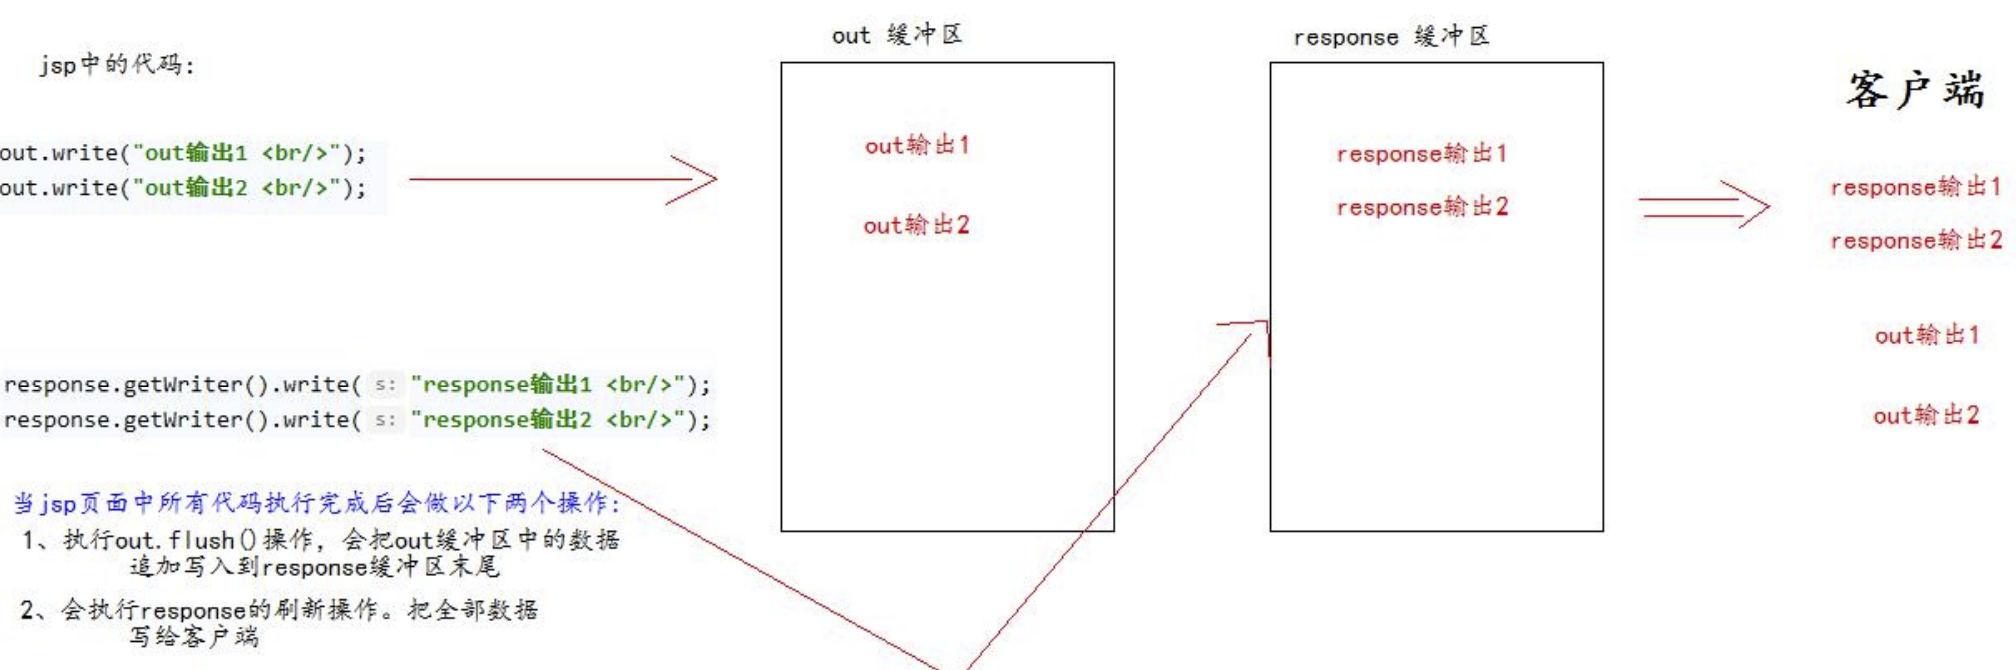 jsp中的代码:
out.write("out输出1 <br/>");
out.write("out输出2 <br/>");
response.getWriter().write( s: "response输出1 <br/>");
response.getWriter().write( s: "response输出2 <br/>");
当jsp页面中所有代码执行完成后会做以下两个操作:
1、执行out.flush()操作，会把out缓冲区中的数据
追加写入到response缓冲区末尾
2、会执行response的刷新操作。把全部数据
写给客户端
out 缓冲区
out输出1
out输出2
response 缓冲区
response输出1
response输出2
客户端
response输出1
response输出2
out输出1
out输出2